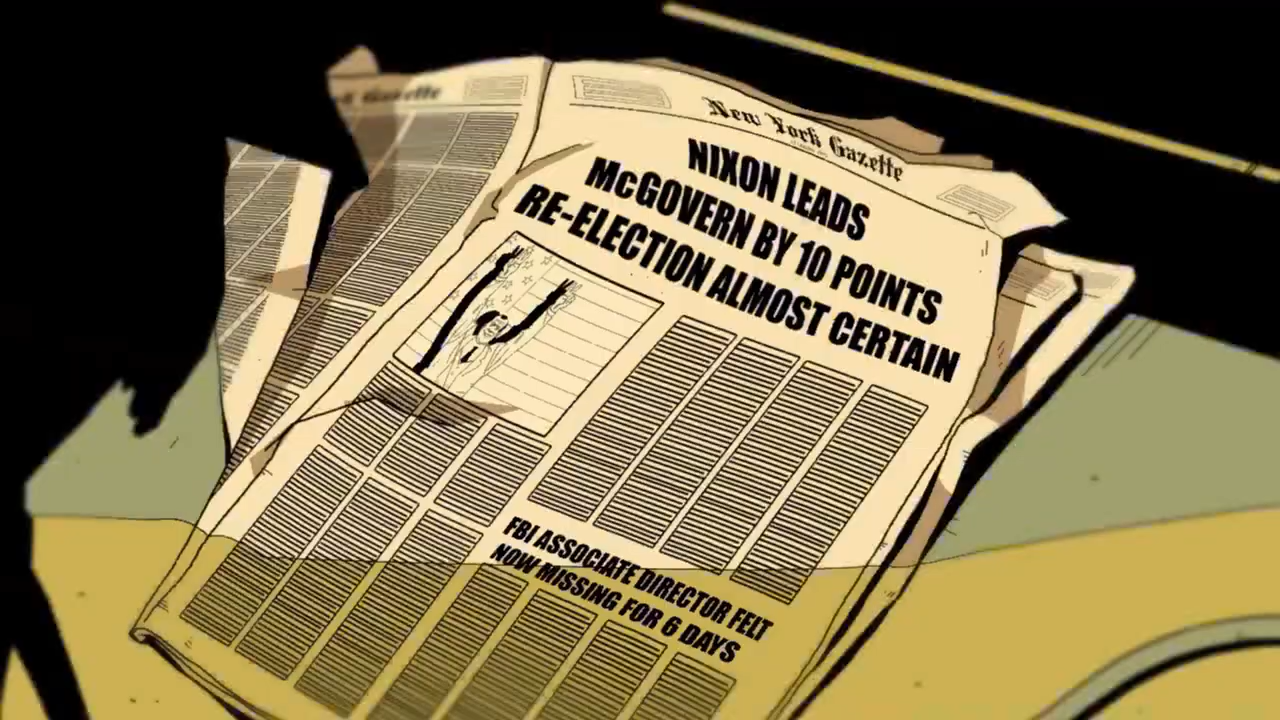 Gazette
New York Gazette
NIXON LEADS
McGOVERN BY 10 POINTS
RE-ELECTION ALMOST CERTAIN
FBI ASSOCIATE DIRECTOR FELT
NOW MISSING FOR 6 DAYS